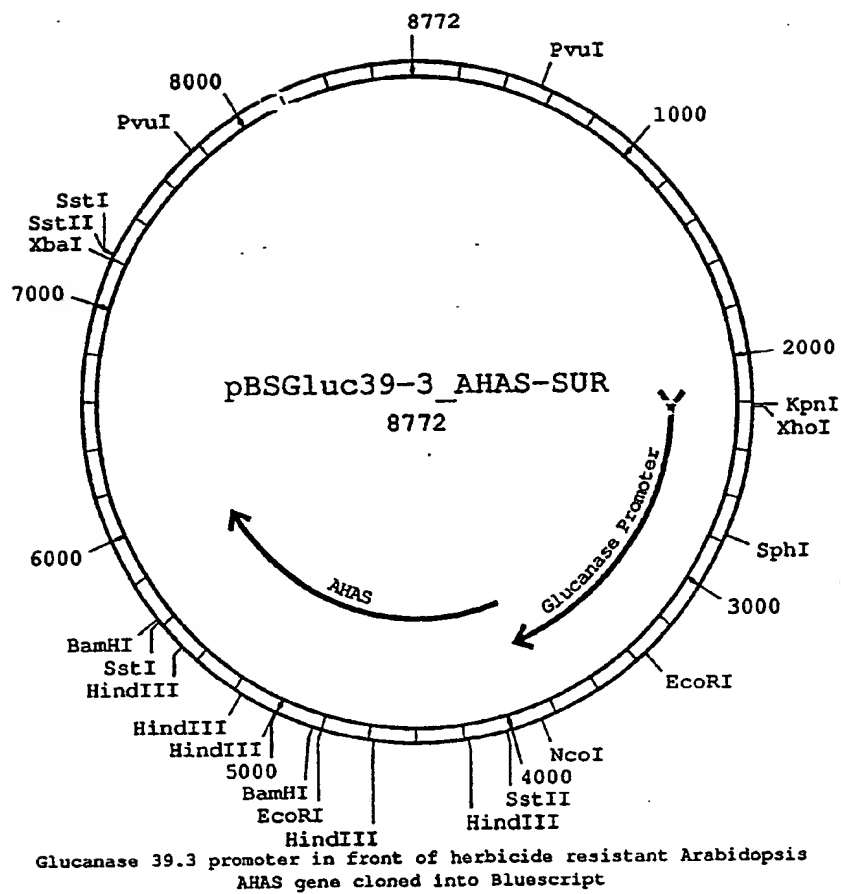 8772
PvuI
8000
PvuI
1000
SstI
SstII
XbaI
7000
2000
pBSGluc39-3_AHAS-SUR
8772
KpnI
XhoI
Glucanase Promoter
SphI
6000
AHAS
3000
BamHI
SstI
HindIII
EcoRI
HindIII
HindIII
5000
NcoI
4000
BamHI
SstII
EcoRI
HindIII
HindIII
Glucanase 39.3 promoter in front of herbicide resistant Arabidopsis
AHAS gene cloned into Bluescript